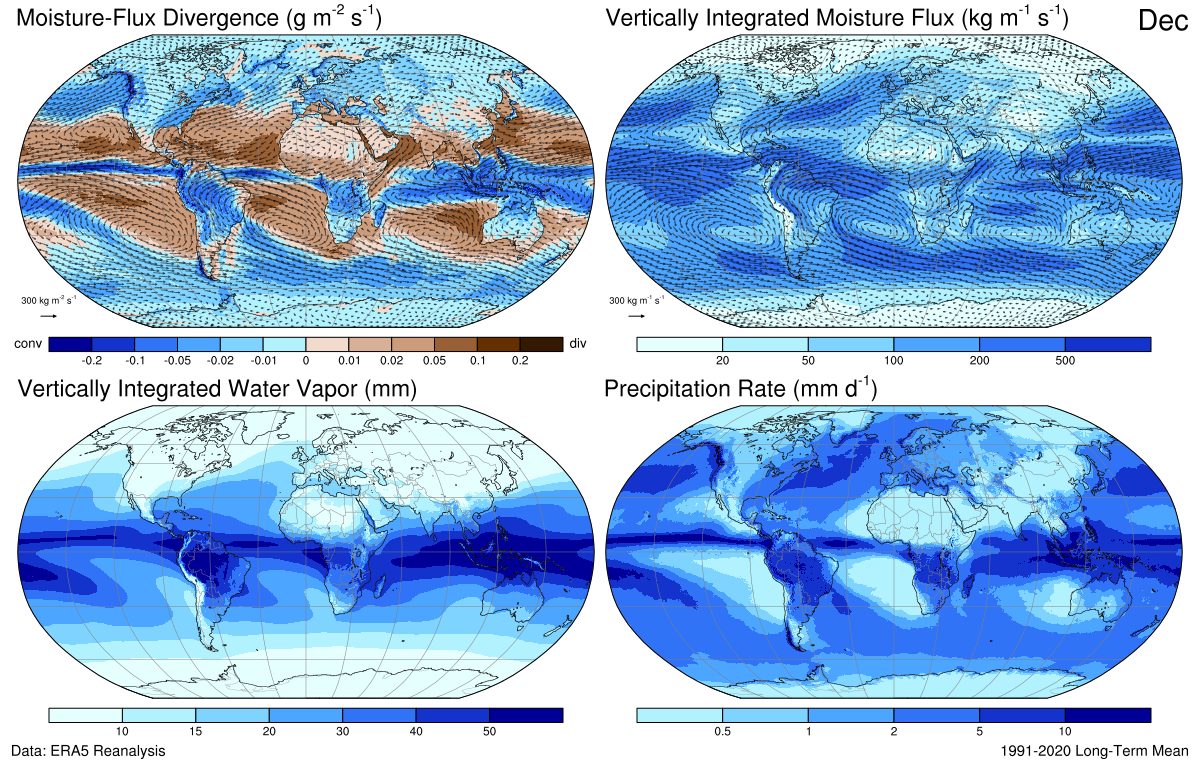 Moisture-Flux Divergence (g m⁻² s⁻¹)
Vertically Integrated Moisture Flux (kg m⁻¹ s⁻¹)
Dec
300 kg m⁻² s⁻¹
300 kg m⁻¹ s⁻¹
conv
div
-0.2 -0.1 -0.05 -0.02 -0.01 0 0.01 0.02 0.05 0.1 0.2
20 50 100 200 500
Vertically Integrated Water Vapor (mm)
Precipitation Rate (mm d⁻¹)
10 15 20 30 40 50
0.5 1 2 5 10
Data: ERA5 Reanalysis
1991-2020 Long-Term Mean